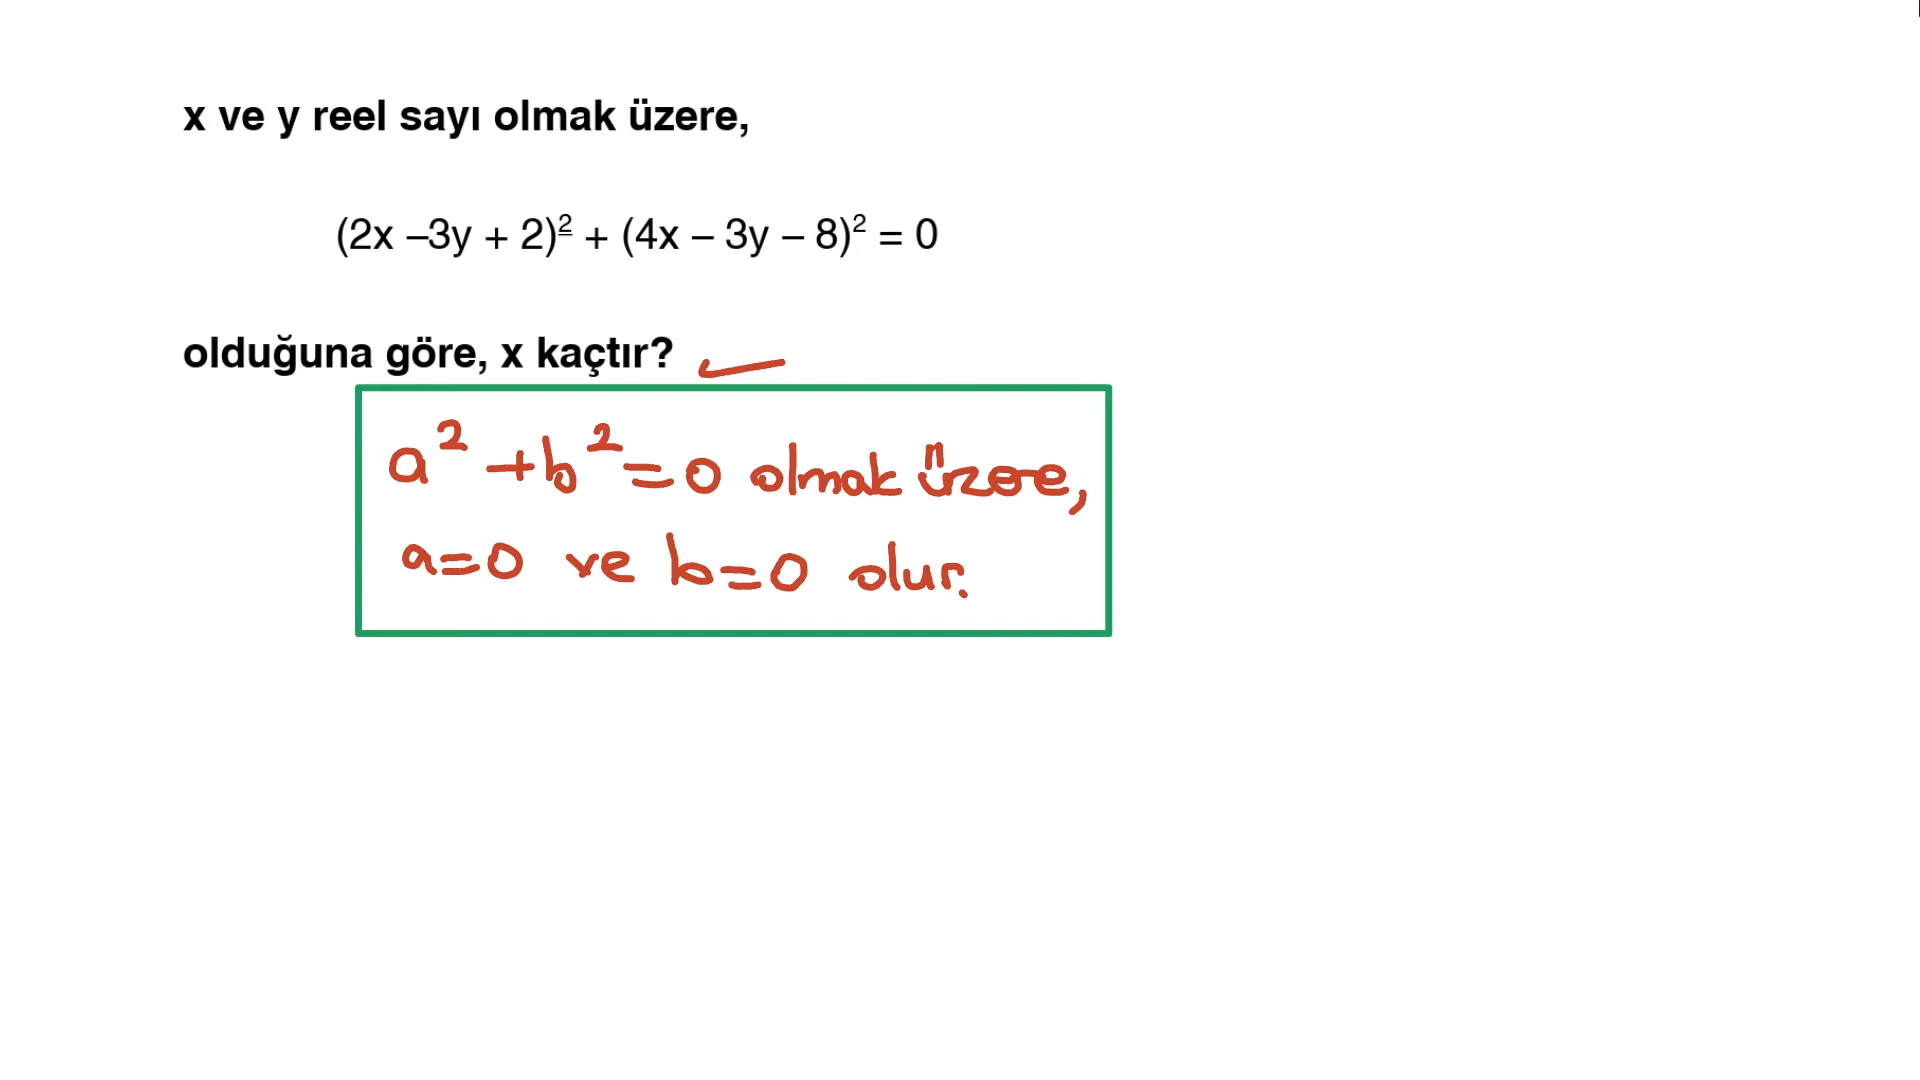 x ve y reel sayı olmak üzere,
(2x –3y + 2)² + (4x – 3y – 8)² = 0
olduğuna göre, x kaçtır?
a² + b² = 0 olmak üzere,
a=0 ve b=0 olur.